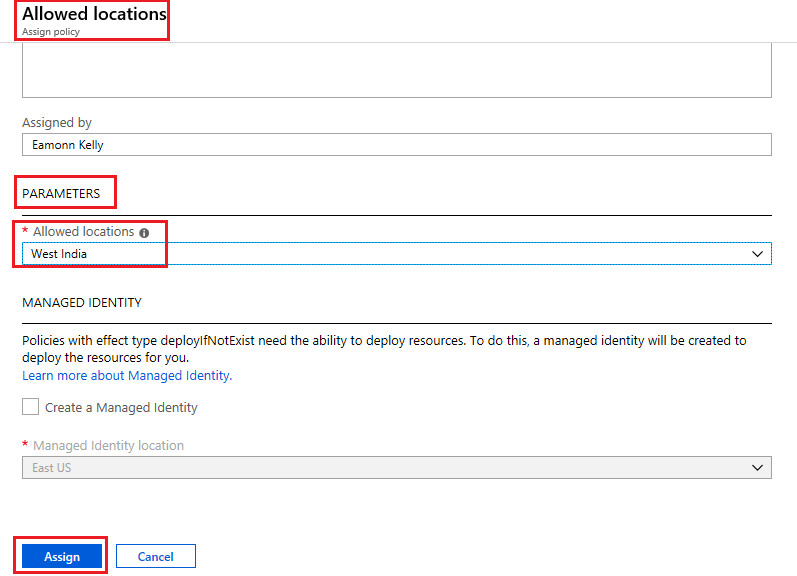 Allowed locations
Assign policy
Assigned by
Eamonn Kelly
PARAMETERS
* Allowed locations
West India
MANAGED IDENTITY
Policies with effect type deployIfNotExist need the ability to deploy resources. To do this, a managed identity will be created to
deploy the resources for you.
Learn more about Managed Identity.
Create a Managed Identity
* Managed Identity location
East US
Assign
Cancel